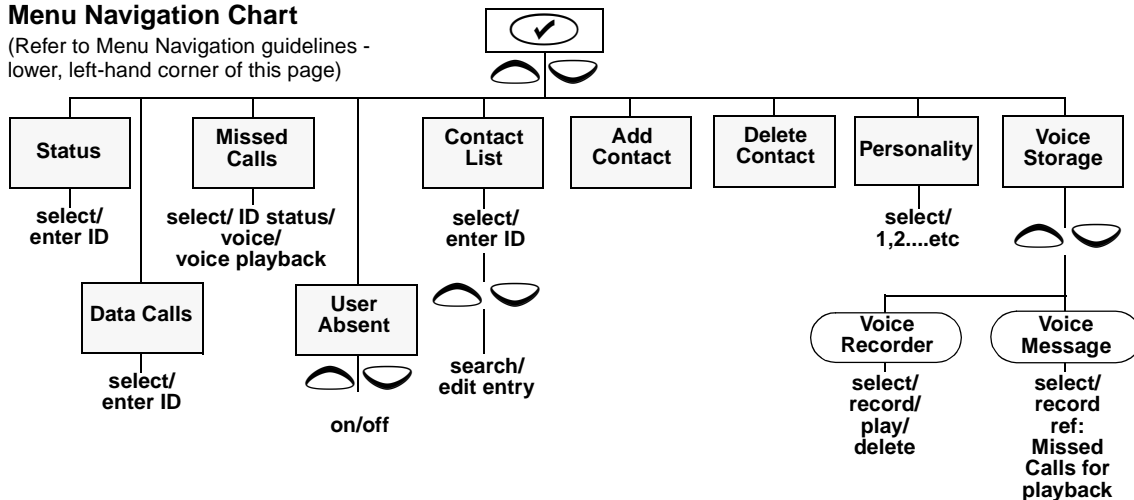 Menu Navigation Chart
(Refer to Menu Navigation guidelines -
lower, left-hand corner of this page)
Status
select/
enter ID
Data Calls
select/
enter ID
Missed
Calls
select/ ID status/
voice/
voice playback
User
Absent
on/off
Contact
List
select/
enter ID
search/
edit entry
Add
Contact
Delete
Contact
Personality
select/
1,2....etc
Voice
Storage
Voice
Recorder
select/
record/
play/
delete
Voice
Message
select/
record
ref:
Missed
Calls for
playback